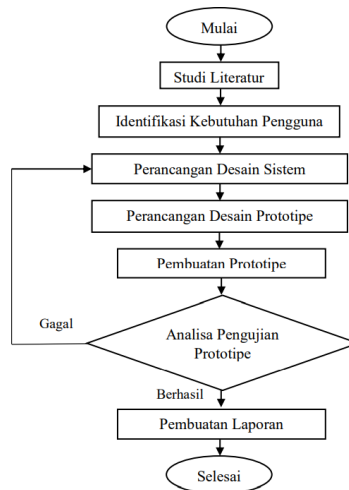 Mulai
Studi Literatur
Identifikasi Kebutuhan Pengguna
Perancangan Desain Sistem
Perancangan Desain Prototipe
Pembuatan Prototipe
Gagal
Analisa Pengujian
Prototipe
Berhasil
Pembuatan Laporan
Selesai